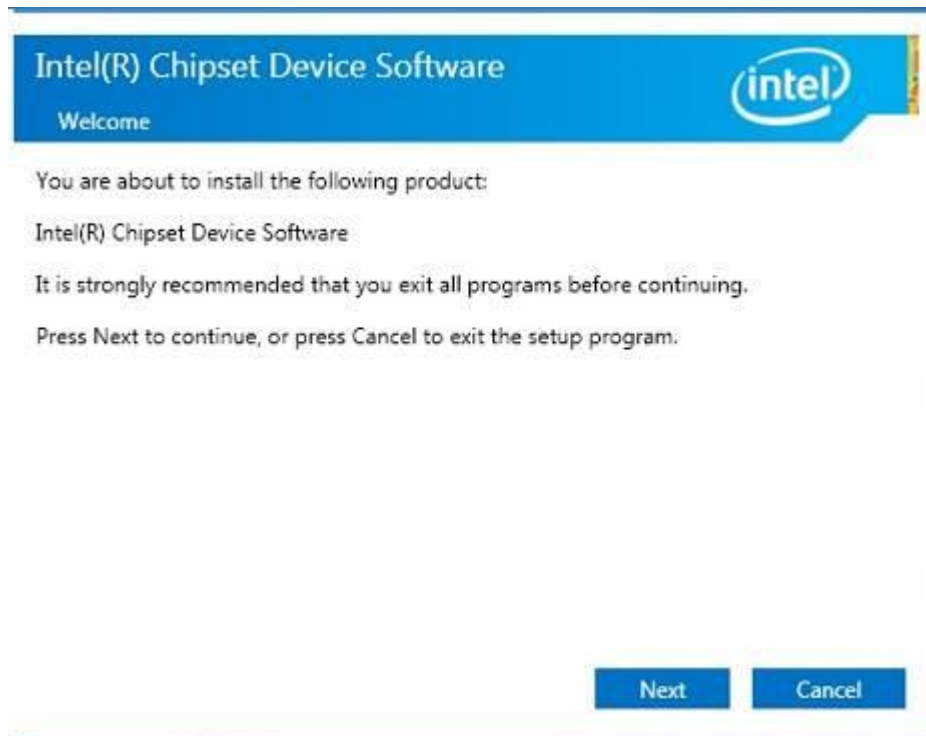 Intel(R) Chipset Device Software
intel
Welcome
You are about to install the following product:
Intel(R) Chipset Device Software
It is strongly recommended that you exit all programs before continuing.
Press Next to continue, or press Cancel to exit the setup program.
Next
Cancel